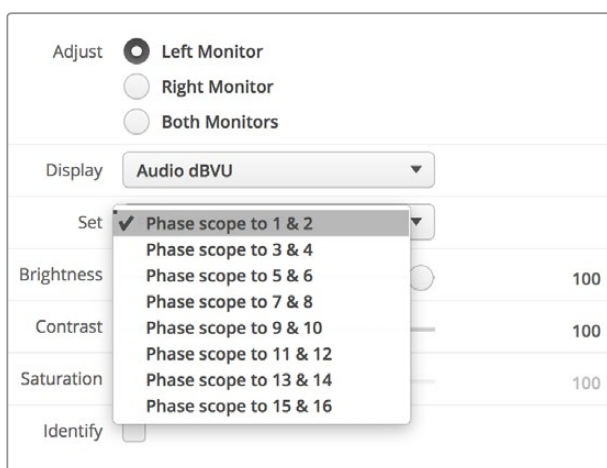 Adjust Left Monitor
Right Monitor
Both Monitors
Display Audio dBVU
Set Phase scope to 1 & 2
Phase scope to 3 & 4
Brightness Phase scope to 5 & 6 100
Phase scope to 7 & 8
Contrast Phase scope to 9 & 10 100
Phase scope to 11 & 12
Saturation Phase scope to 13 & 14 100
Phase scope to 15 & 16
Identify